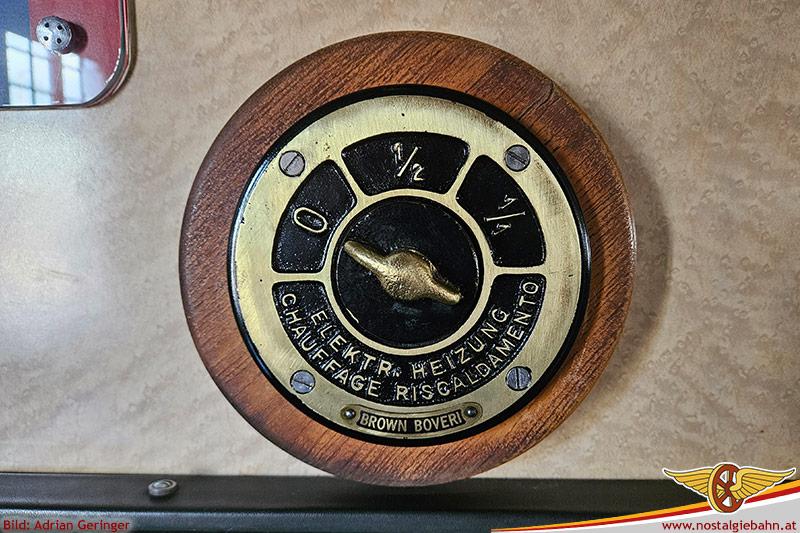 1/2
0
1/1
ELEKTR. HEIZUNG
CHAUFFAGE RISCALDAMENTO
BROWN BOVERI
Bild: Adrian Geringer
www.nostalgiebahn.at